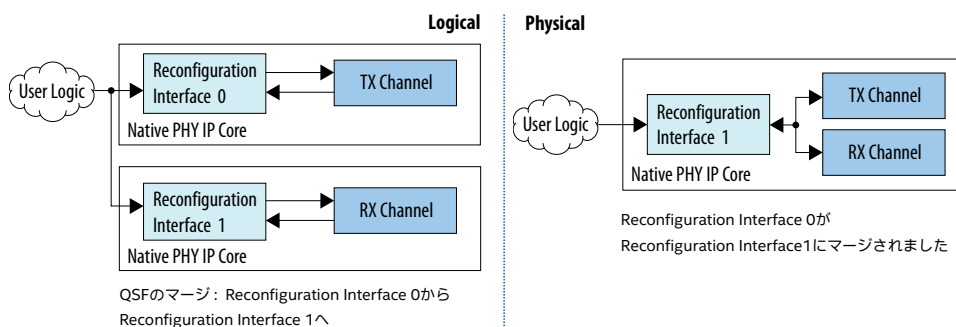 Logical
User Logic
Reconfiguration
Interface 0
TX Channel
Native PHY IP Core
Reconfiguration
Interface 1
RX Channel
Native PHY IP Core
QSFのマージ : Reconfiguration Interface 0から
Reconfiguration Interface 1へ
Physical
User Logic
Reconfiguration
Interface 1
TX Channel
RX Channel
Native PHY IP Core
Reconfiguration Interface 0が
Reconfiguration Interface1にマージされました